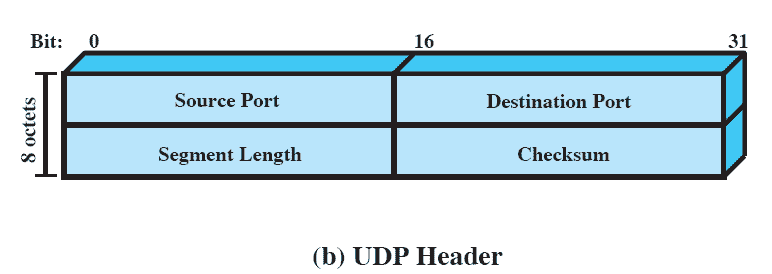 Bit: 0 16 31
Source Port Destination Port
8 octets
Segment Length Checksum
(b) UDP Header